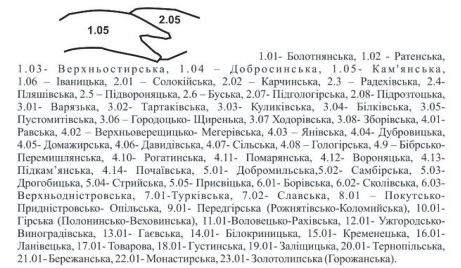 2.05
1.05
1.01- Болотнянська, 1.02 - Ратенська,
1.03- Верхньостирська, 1.04 – Добросинська, 1.05- Кам'янська,
1.06 – Іваницька, 2.01 – Солокійська, 2.02 – Карчинська, 2.3 – Радехівська, 2.4-
Пляшівська, 2.5 – Підвороняцька, 2.6 – Буська, 2.07- Підгологірська, 2.08- Підрозтоцька,
3.01- Варязька, 3.02- Тартаківська, 3.03- Куликівська, 3.04- Білківська, 3.05-
Пустомитівська, 3.06 – Городоцько- Щиренька, 3.07 Ходорівська, 3.08- Зборівська, 4.01-
Равська, 4.02 – Верхньоверещицько- Мегерівська, 4.03 – Янівська, 4.04- Дубровицька,
4.05- Домажирська, 4.06- Давидівська, 4.07- Сільська, 4.08 – Гологірська, 4.9 – Бібрсько-
Перемишлянська, 4.10- Рогатинська, 4.11- Помарянська, 4.12- Вороняцька, 4.13-
Підкам’янська, 4.14- Почаївська, 5.01- Добромильська,5.02- Самбірська, 5.03-
Дрогобицька, 5.04- Стрийська, 5.05- Присвіцька, 6.01- Борівська, 6.02- Сколівська, 6.03-
Верхньодністровська, 7.01-Турківська, 7.02- Славська, 8.01 – Покутсько-
Придністровсько- Опільська, 9.01- Передгірська (Рожнятівсько-Коломийська), 10.01-
Гірська (Полонинсько-Веховинська), 11.01-Воловецько-Рахівська, 12.01- Ужгородсько-
Виноградівська, 13.01- Гаєвська, 14.01- Білокриницька, 15.01- Кременецька, 16.01-
Ланівецька, 17.01- Товарова, 18.01- Густинська, 19.01- Заліщицька, 20.01- Тернопільська,
21.01- Бережанська, 22.01- Монастирська, 23.01- Золотолипська (Горожанська).